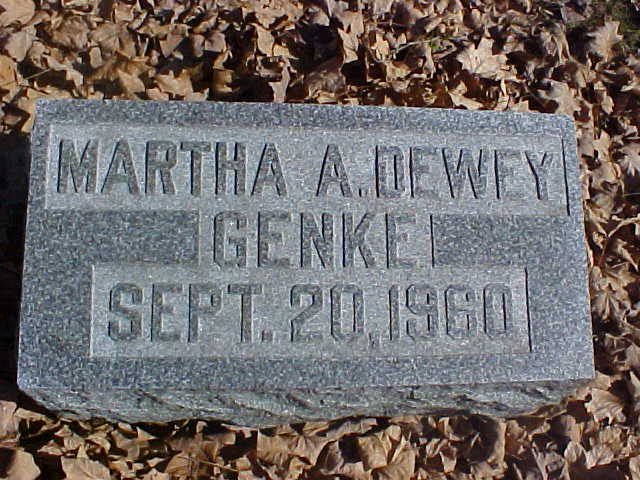 MARTHA A. DEWEY
GENKE
SEPT. 20, 1960